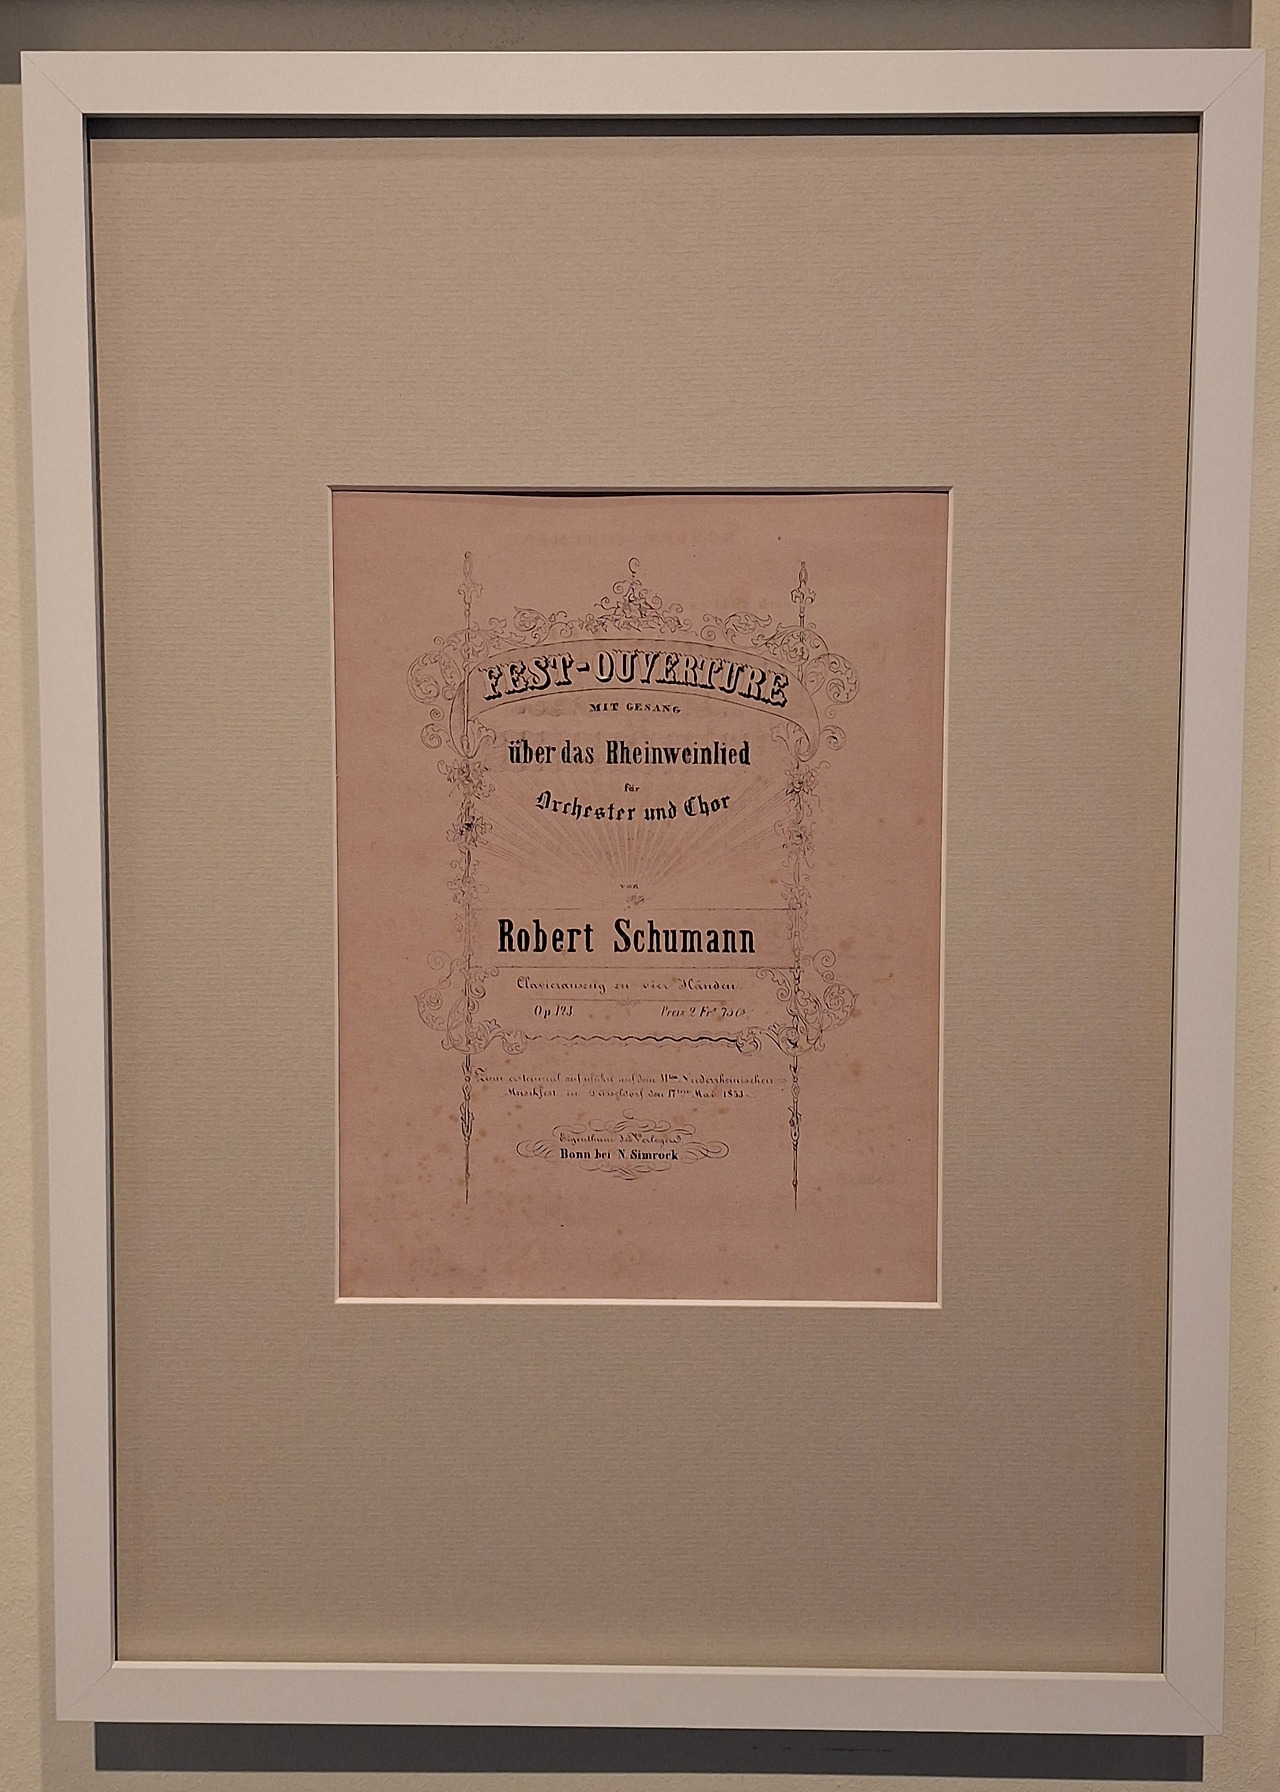 FEST-OUVERTURE
MIT GESANG
über das Rheinweinlied
für
Orchester und Chor
von
Robert Schumann
Clavierauszug zu vier Händen.
Op 123 Preis 2 Frs 75 Cs
Zum erstenmal aufgeführt auf dem 31ten Niederrheinischen
Musikfest in Düsseldorf den 17ten Mai 1853.
Eigenthum des Verlegers
Bonn bei N. Simrock